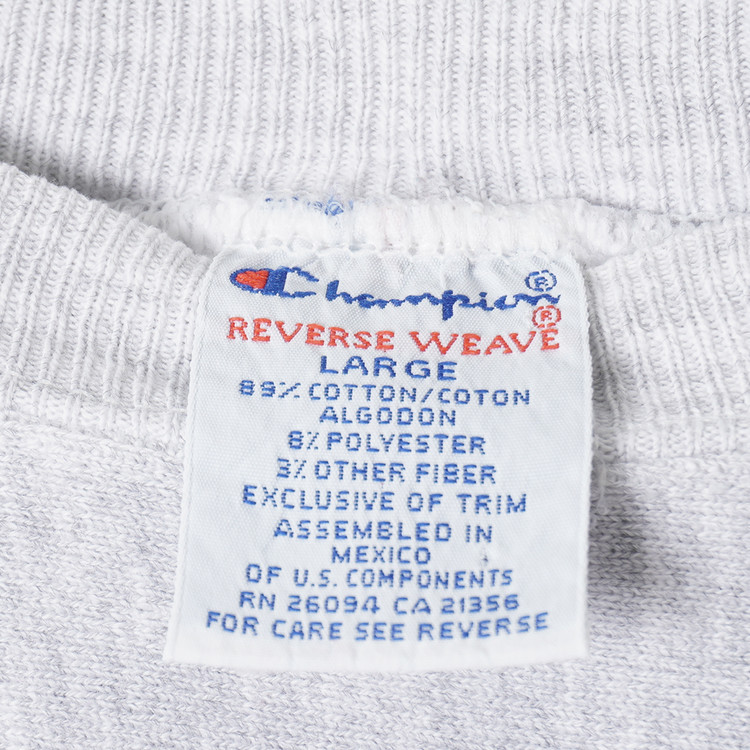 Champion®
REVERSE WEAVE®
LARGE
89% COTTON/COTON
ALGODON
8% POLYESTER
3% OTHER FIBER
EXCLUSIVE OF TRIM
ASSEMBLED IN
MEXICO
OF U.S. COMPONENTS
RN 26094 CA 21356
FOR CARE SEE REVERSE